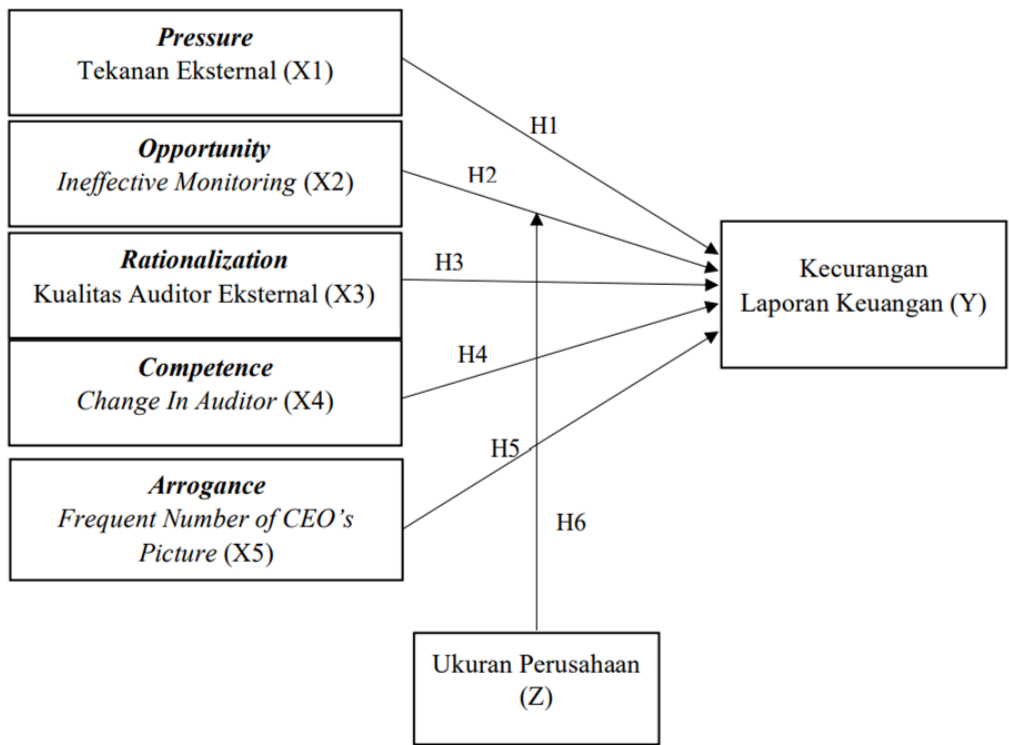 Pressure
Tekanan Eksternal (X1)
Opportunity
Ineffective Monitoring (X2)
Rationalization
Kualitas Auditor Eksternal (X3)
Competence
Change In Auditor (X4)
Arrogance
Frequent Number of CEO's
Picture (X5)
H1
H2
H3
H4
H5
H6
Kecurangan
Laporan Keuangan (Y)
Ukuran Perusahaan
(Z)